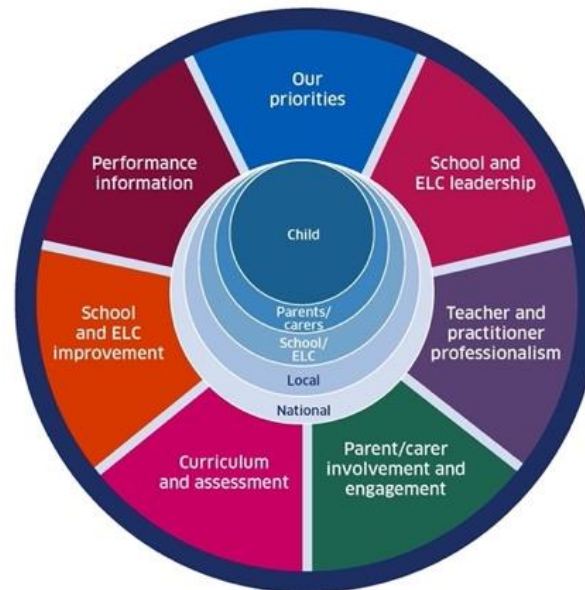 Our
priorities
School and
ELC leadership
Teacher and
practitioner
professionalism
Parent/carer
involvement and
engagement
Curriculum
and assessment
School
and ELC
improvement
Performance
information
Child
Parents/
carers
School/
ELC
Local
National